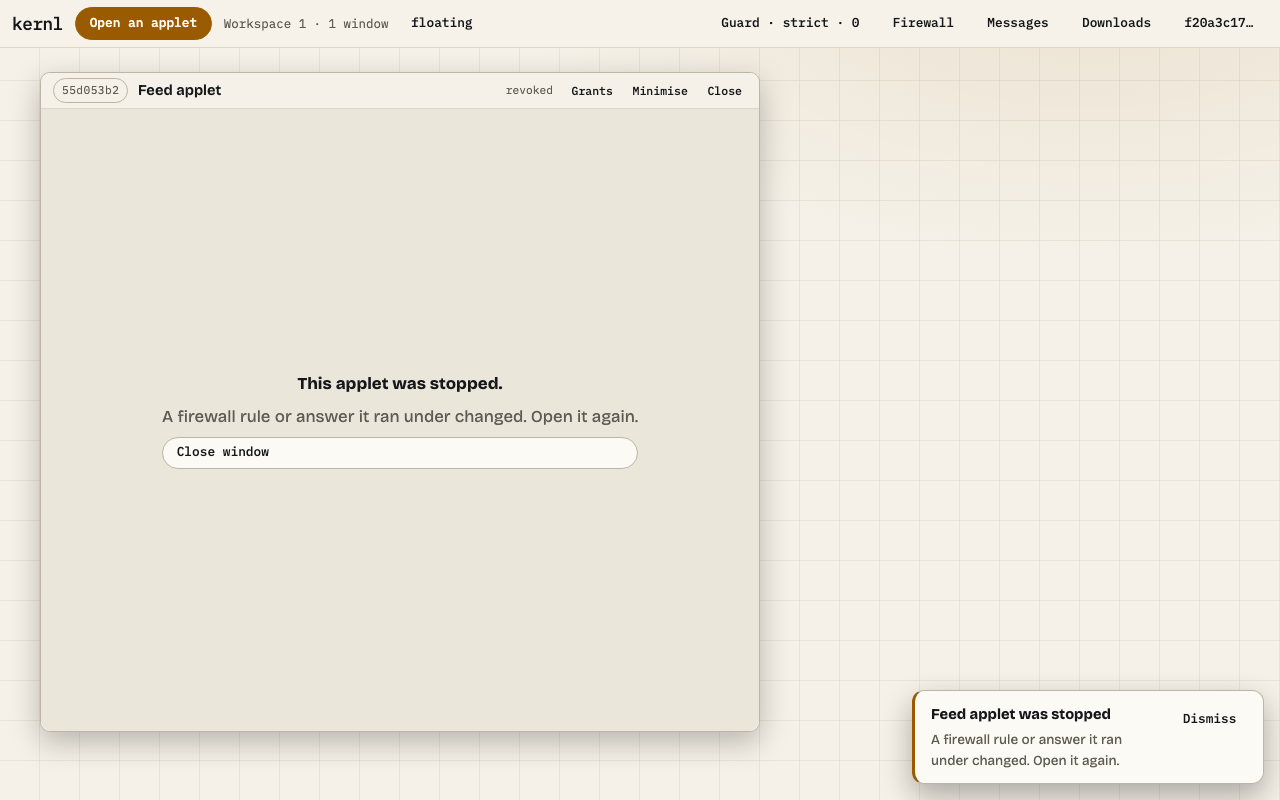 kernl
Open an applet
Workspace 1 · 1 window
floating
Guard · strict · 0
Firewall
Messages
Downloads
f20a3c17…
55d053b2
Feed applet
revoked
Grants
Minimise
Close
This applet was stopped.
A firewall rule or answer it ran under changed. Open it again.
Close window
Feed applet was stopped
Dismiss
A firewall rule or answer it ran
under changed. Open it again.